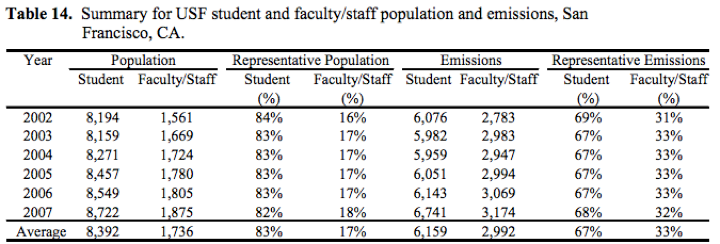 Table 14. Summary for USF student and faculty/staff population and emissions, San
Francisco, CA.
Year Population Representative Population Emissions Representative Emissions
Student Faculty/Staff Student Faculty/Staff Student Faculty/Staff Student Faculty/Staff
(%) (%) (%) (%)
2002 8,194 1,561 84% 16% 6,076 2,783 69% 31%
2003 8,159 1,669 83% 17% 5,982 2,983 67% 33%
2004 8,271 1,724 83% 17% 5,959 2,947 67% 33%
2005 8,457 1,780 83% 17% 6,051 2,994 67% 33%
2006 8,549 1,805 83% 17% 6,143 3,069 67% 33%
2007 8,722 1,875 82% 18% 6,741 3,174 68% 32%
Average 8,392 1,736 83% 17% 6,159 2,992 67% 33%